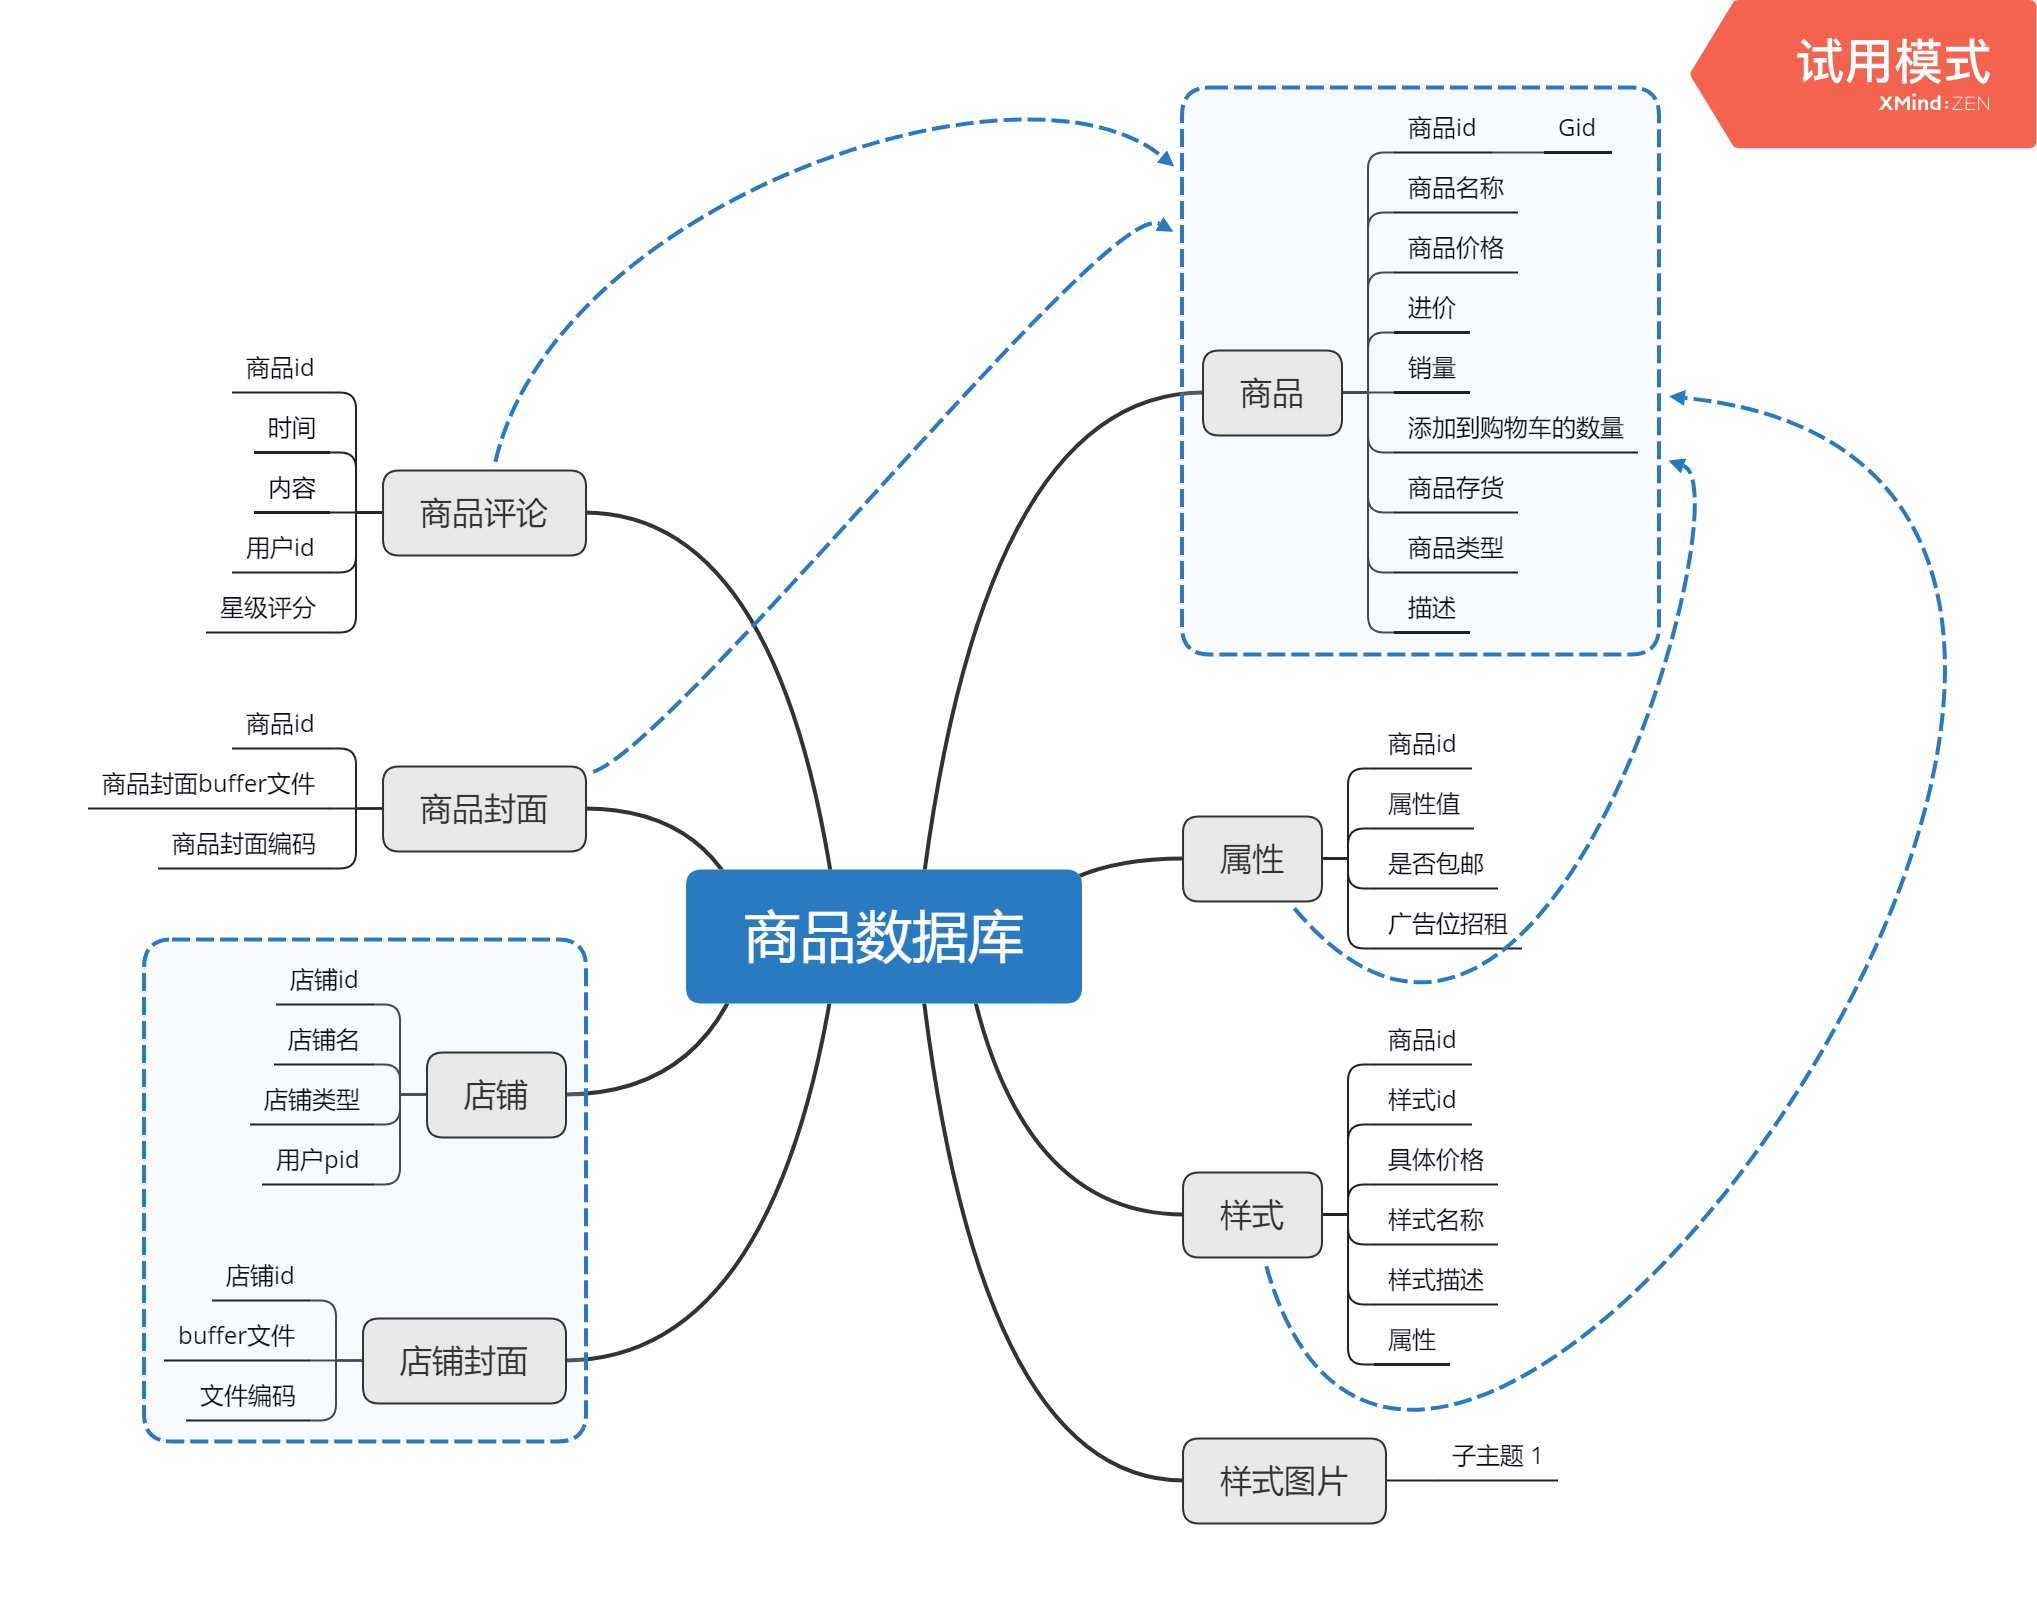 试用模式
XMind:ZEN
商品数据库
商品
商品id
Gid
商品名称
商品价格
进价
销量
添加到购物车的数量
商品存货
商品类型
描述
属性
商品id
属性值
是否包邮
广告位招租
样式
商品id
样式id
具体价格
样式名称
样式描述
属性
样式图片
子主题 1
商品评论
商品id
时间
内容
用户id
星级评分
商品封面
商品id
商品封面buffer文件
商品封面编码
店铺
店铺id
店铺名
店铺类型
用户pid
店铺封面
店铺id
buffer文件
文件编码